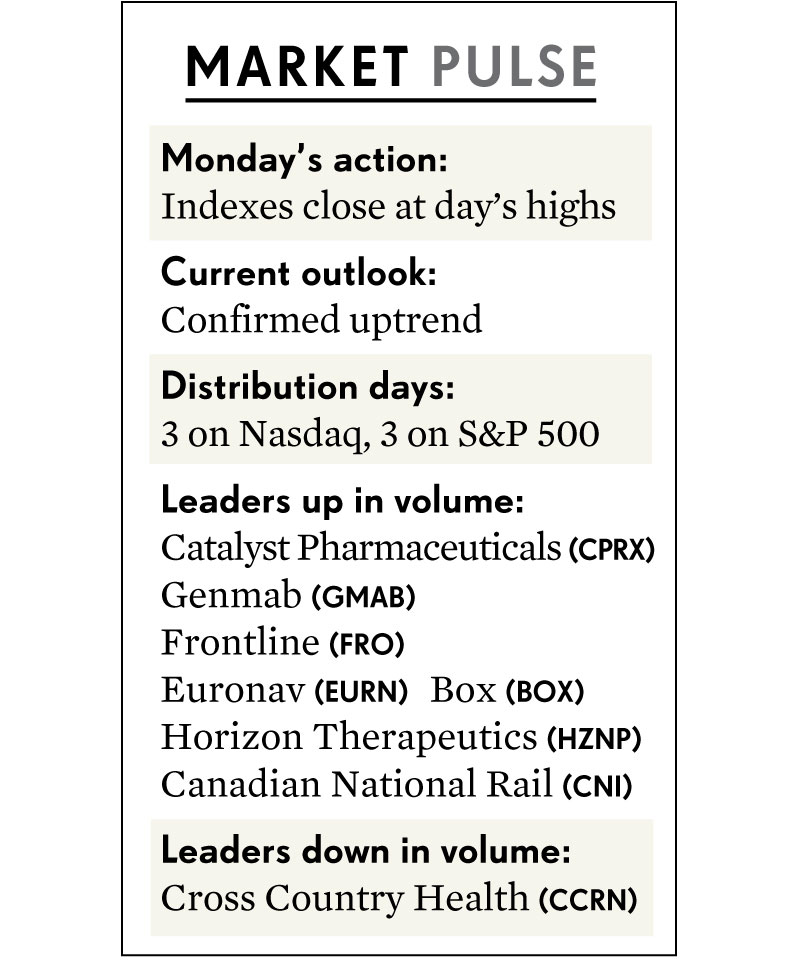 MARKET PULSE
Monday’s action:
Indexes close at day’s highs
Current outlook:
Confirmed uptrend
Distribution days:
3 on Nasdaq, 3 on S&P 500
Leaders up in volume:
Catalyst Pharmaceuticals (CPRX)
Genmab (GMAB)
Frontline (FRO)
Euronav (EURN) Box (BOX)
Horizon Therapeutics (HZNP)
Canadian National Rail (CNI)
Leaders down in volume:
Cross Country Health (CCRN)